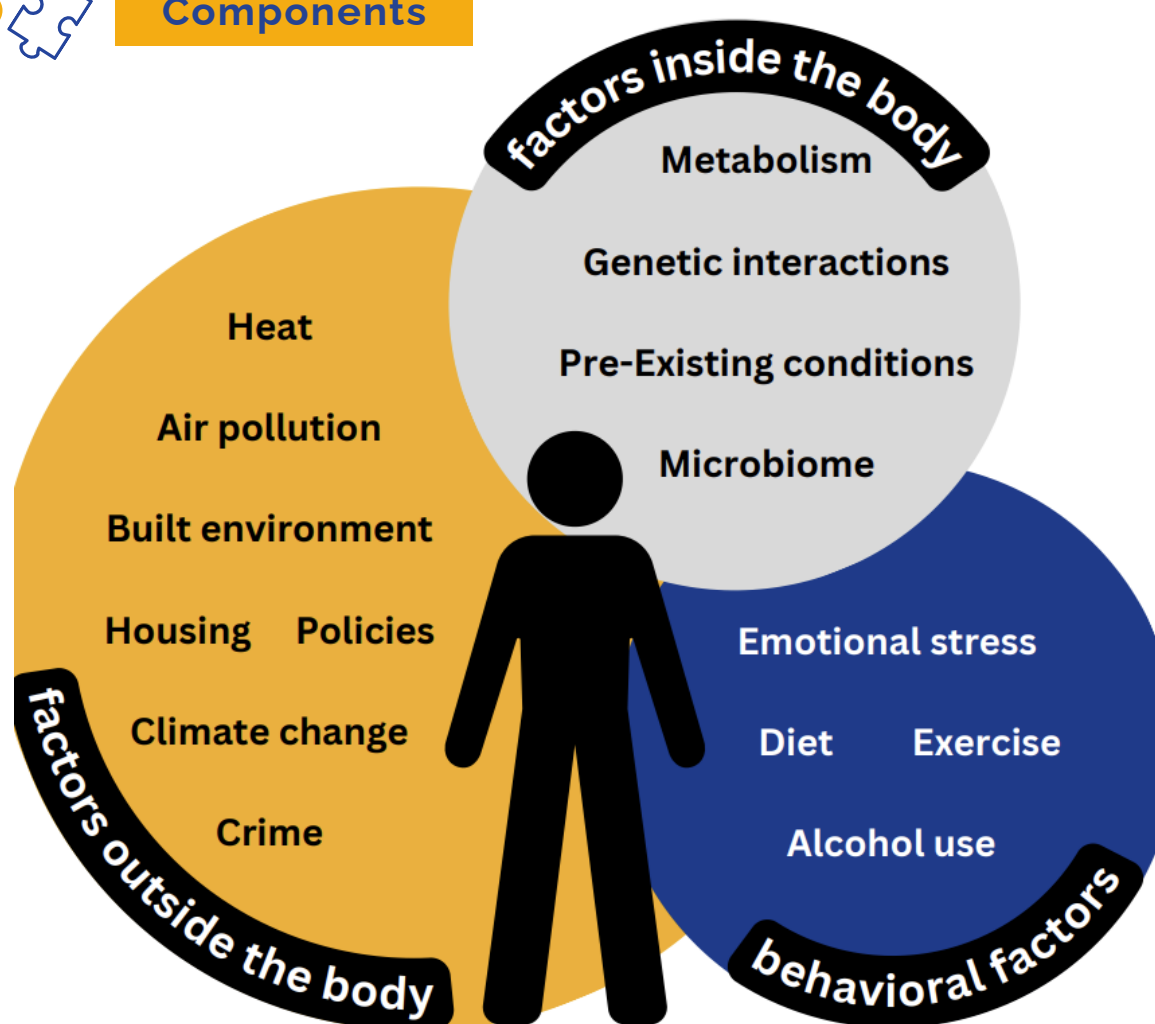 Components
factors inside the body
Metabolism
Genetic interactions
Pre-Existing conditions
Microbiome
Heat
Air pollution
Built environment
Housing Policies
Climate change
Crime
factors outside the body
Emotional stress
Diet Exercise
Alcohol use
behavioral factors